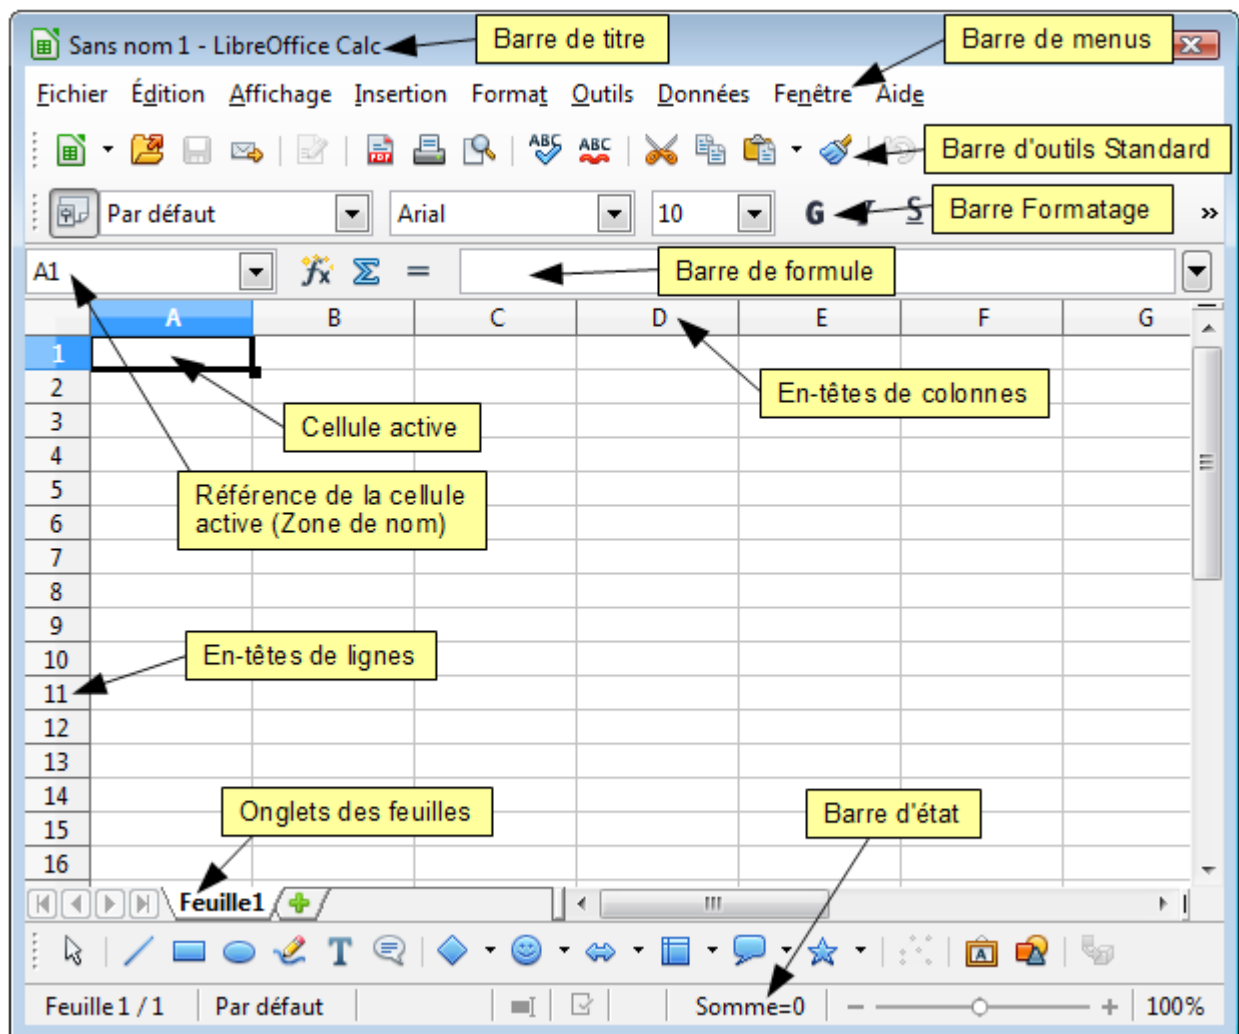 Sans nom 1 - LibreOffice Calc
Barre de titre
Barre de menus
Fichier Édition Affichage Insertion Format Outils Données Fenêtre Aide
PDF ABC ABC
Barre d'outils Standard
Par défaut Arial 10 G I S
Barre Formatage
»
A1 fx Σ =
Barre de formule
A B C D E F G
1
2
En-têtes de colonnes
3
Cellule active
4
5
Référence de la cellule
active (Zone de nom)
6
7
8
9
10
En-têtes de lignes
11
12
13
14
Onglets des feuilles
Barre d'état
15
16
Feuille1
T A
Feuille 1 / 1 Par défaut Somme=0 − + 100%